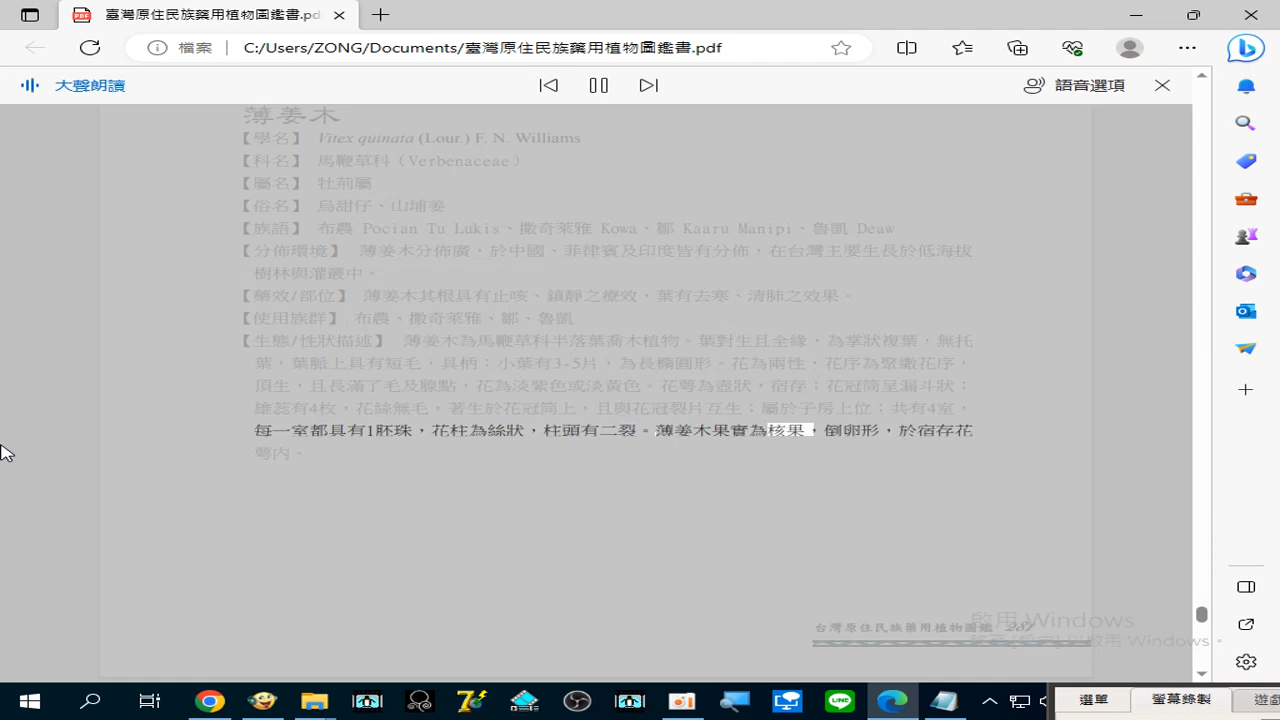 臺灣原住民族藥用植物圖鑑書.pd
檔案 C:/Users/ZONG/Documents/臺灣原住民族藥用植物圖鑑書.pdf
大聲朗讀
語音選項
薄姜木
【學名】 Vitex quinata (Lour.) F. N. Williams
【科名】 馬鞭草科（Verbenaceae）
【屬名】 牡荊屬
【俗名】 烏甜仔、山埔姜
【族語】 布農 Pocian Tu Lukis、撒奇萊雅 Kowa、鄒 Kaaru Manipi、魯凱 Deaw
【分佈環境】 薄姜木分佈廣、於中國 菲律賓及印度皆有分佈，在台灣主要生長於低海拔
樹林與灌叢中。
【藥效/部位】 薄姜木其根具有止咳、鎮靜之療效，葉有去寒、清肺之效果。
【使用族群】 布農、撒奇萊雅、鄒、魯凱
【生態/性狀描述】 薄姜木為馬鞭草科半落葉喬木植物。葉對生且全緣，為掌狀複葉，無托
葉，葉脈上具有短毛，具柄；小葉有3-5片，為長橢圓形。花為兩性，花序為聚繖花序，
頂生，且長滿了毛及腺點，花為淡紫色或淡黃色。花萼為壺狀，宿存；花冠筒呈漏斗狀；
雄蕊有4枚，花絲無毛，著生於花冠筒上，且與花冠裂片互生；屬於子房上位；共有4室，
每一室都具有1胚珠，花柱為絲狀，柱頭有二裂。薄姜木果實為核果，倒卵形，於宿存花
萼內。
台灣原住民族藥用植物圖鑑 287
啟用 Windows
移至 [設定] 以啟用 Windows。
選單
螢幕錄製